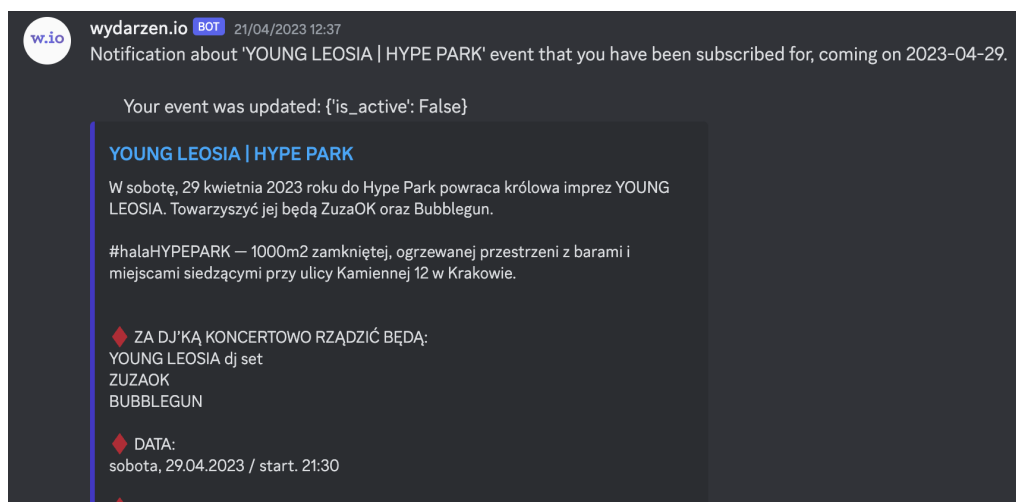 w.io
wydarzen.io BOT 21/04/2023 12:37
Notification about 'YOUNG LEOSIA | HYPE PARK' event that you have been subscribed for, coming on 2023-04-29.
Your event was updated: {'is_active': False}
YOUNG LEOSIA | HYPE PARK
W sobotę, 29 kwietnia 2023 roku do Hype Park powraca królowa imprez YOUNG
LEOSIA. Towarzyszyć jej będą ZuzaOK oraz Bubblegun.
#halaHYPEPARK — 1000m2 zamkniętej, ogrzewanej przestrzeni z barami i
miejscami siedzącymi przy ulicy Kamiennej 12 w Krakowie.
♦️ ZA DJ'KĄ KONCERTOWO RZĄDZIĆ BĘDĄ:
YOUNG LEOSIA dj set
ZUZAOK
BUBBLEGUN
♦️ DATA:
sobota, 29.04.2023 / start. 21:30